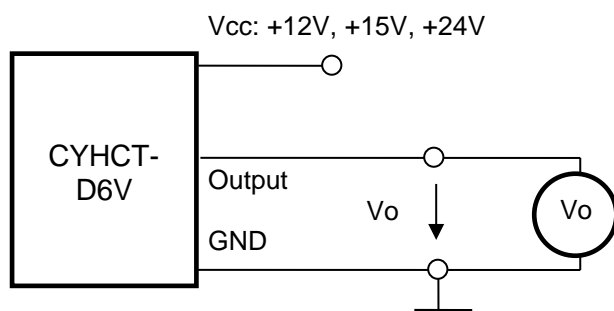 Vcc: +12V, +15V, +24V
CYHCT-
D6V
Output
Vo
Vo
GND